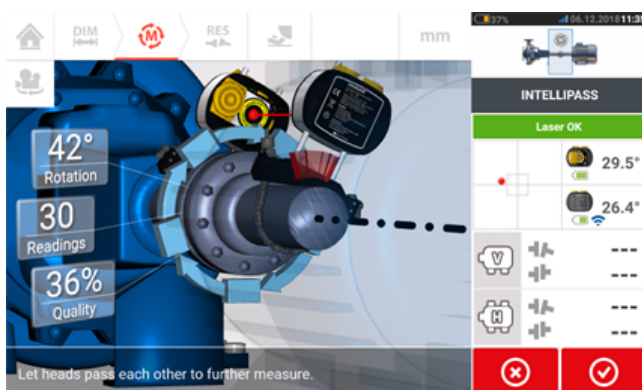 DIM
M
RES
mm
42°
Rotation
30
Readings
36%
Quality
Let heads pass each other to further measure.
37%
06.12.2018 11:35
INTELLIPASS
Laser OK
29.5°
26.4°
V
---
---
H
---
---